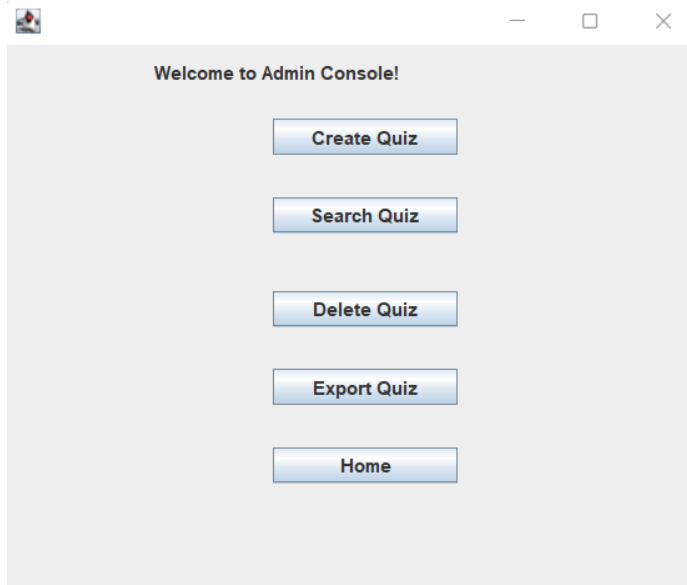 Welcome to Admin Console!
Create Quiz
Search Quiz
Delete Quiz
Export Quiz
Home